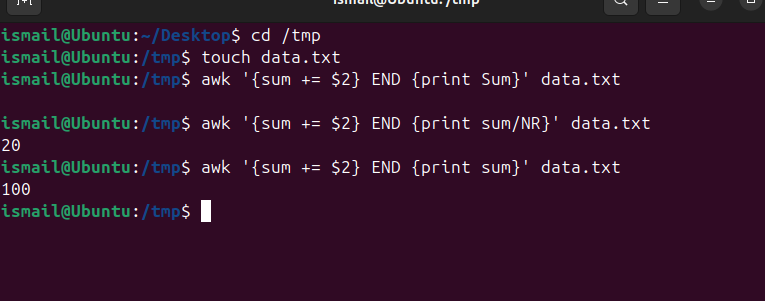 ismail@Ubuntu: /tmp
ismail@Ubuntu:~/Desktop$ cd /tmp
ismail@Ubuntu:/tmp$ touch data.txt
ismail@Ubuntu:/tmp$ awk '{sum += $2} END {print Sum}' data.txt
ismail@Ubuntu:/tmp$ awk '{sum += $2} END {print sum/NR}' data.txt
20
ismail@Ubuntu:/tmp$ awk '{sum += $2} END {print sum}' data.txt
100
ismail@Ubuntu:/tmp$